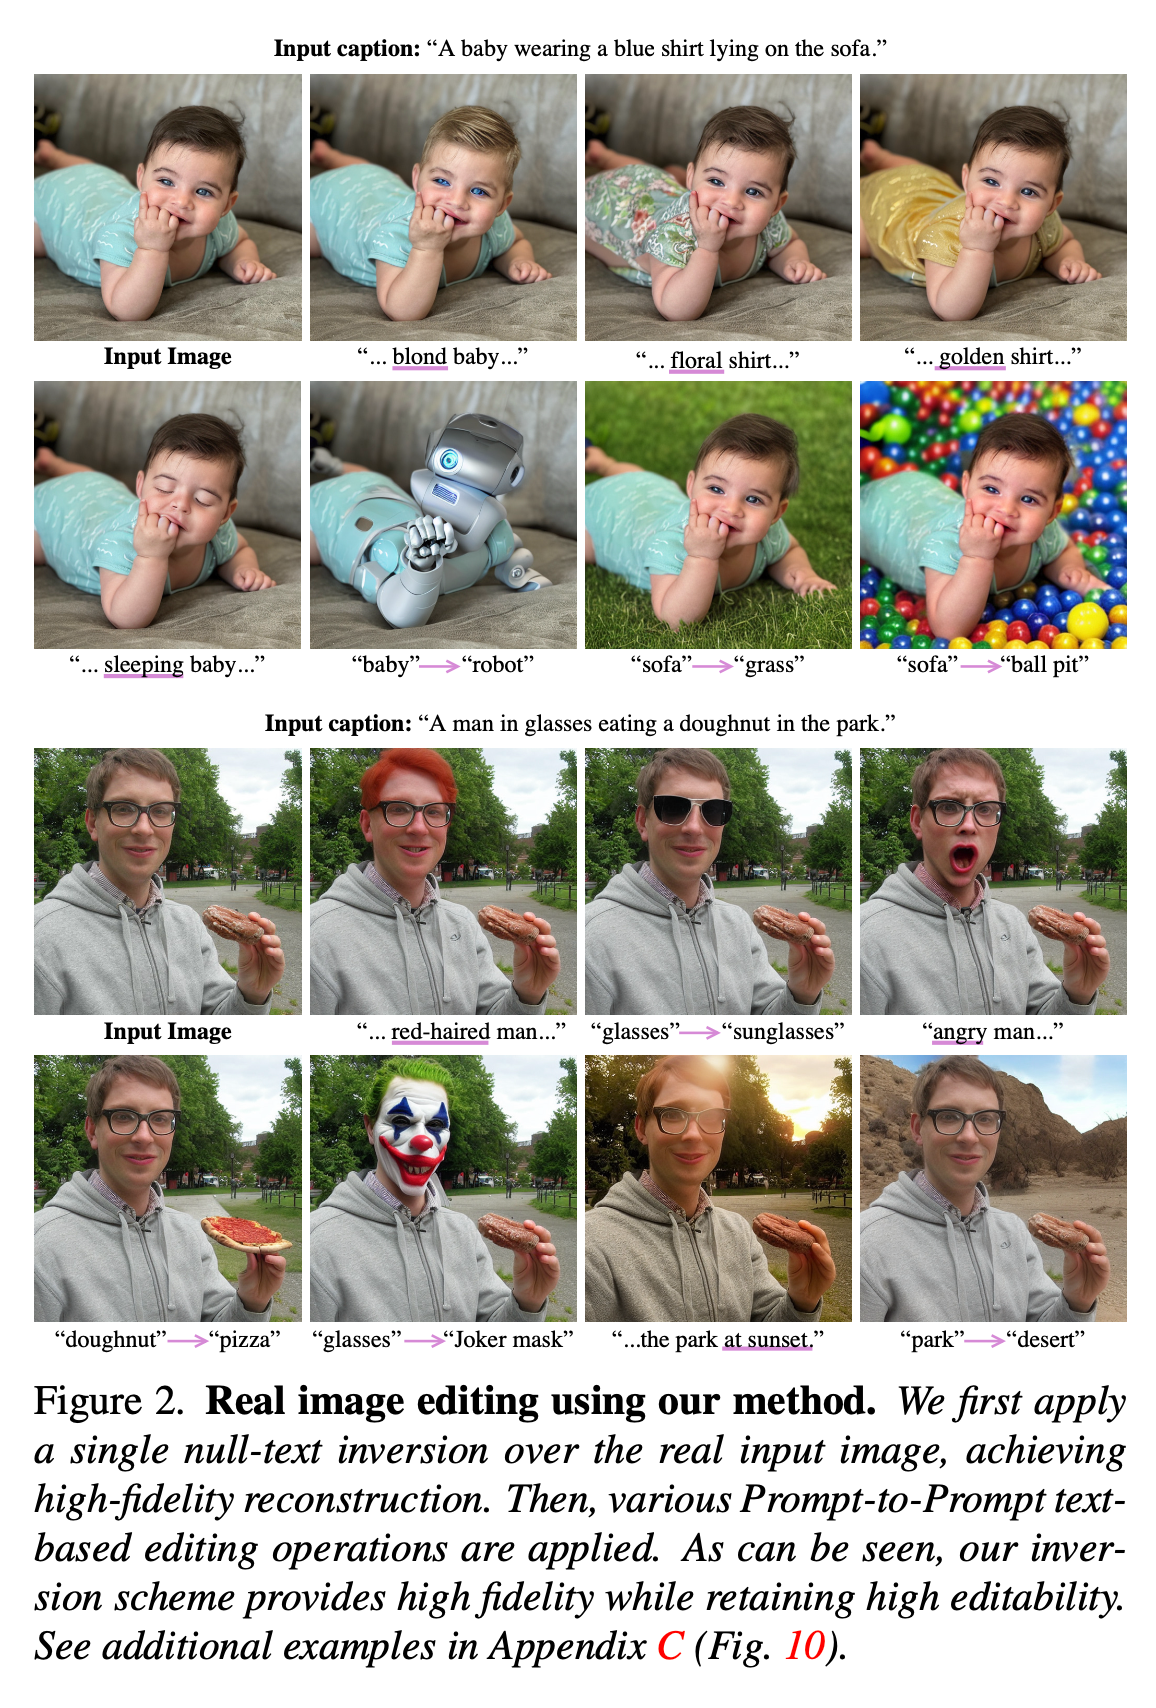 Input caption: “A baby wearing a blue shirt lying on the sofa.”
Input Image “... blond baby...” “... floral shirt...” “... golden shirt...”
“... sleeping baby...” “baby”→“robot” “sofa”→“grass” “sofa”→“ball pit”
Input caption: “A man in glasses eating a doughnut in the park.”
Input Image “... red-haired man...” “glasses”→“sunglasses” “angry man...”
“doughnut”→“pizza” “glasses”→“Joker mask” “...the park at sunset.” “park”→“desert”
Figure 2. Real image editing using our method. We first apply
a single null-text inversion over the real input image, achieving
high-fidelity reconstruction. Then, various Prompt-to-Prompt text-
based editing operations are applied. As can be seen, our inver-
sion scheme provides high fidelity while retaining high editability.
See additional examples in Appendix C (Fig. 10).